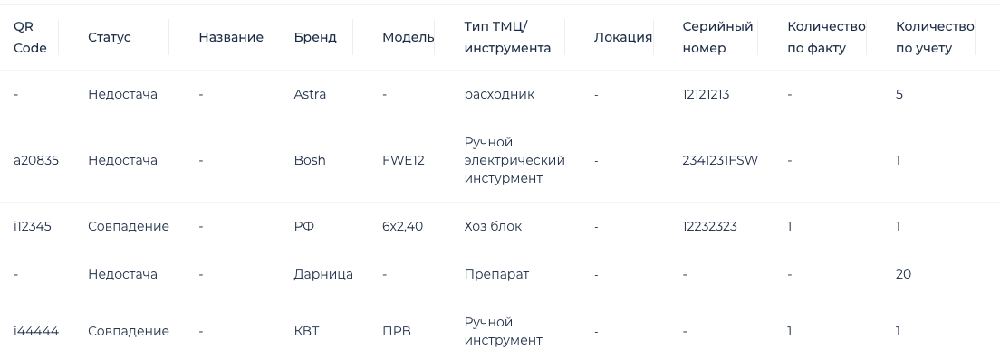 QR Code Статус Название Бренд Модель Тип ТМЦ/ инструмента Локация Серийный номер Количество по факту Количество по учету
- Недостача - Astra - расходник - 12121213 - 5
a20835 Недостача - Bosh FWE12 Ручной электрический инстурмент - 2341231FSW - 1
i12345 Совпадение - РФ 6х2,40 Хоз блок - 12232323 1 1
- Недостача - Дарница - Препарат - - - 20
i44444 Совпадение - КВТ ПРВ Ручной инструмент - - 1 1